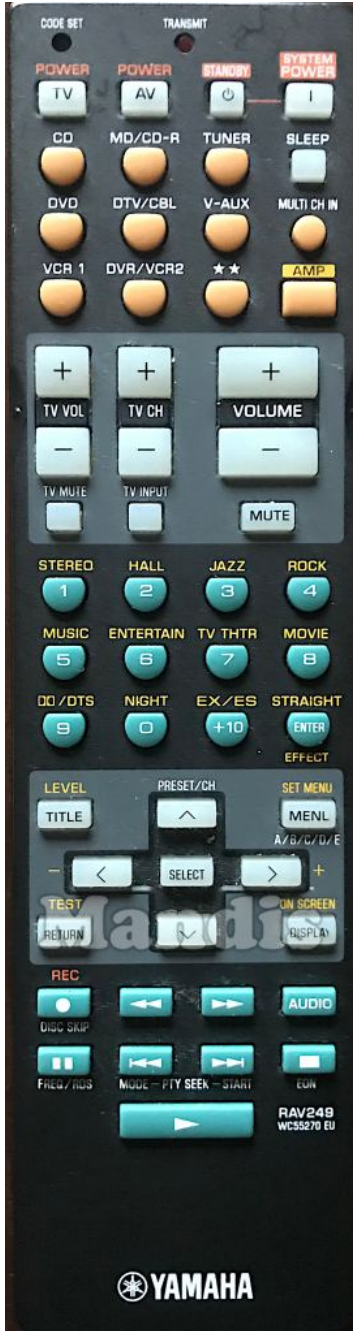 CODE SET TRANSMIT
POWER POWER STANDBY SYSTEM POWER
TV AV
CD MD/CD-R TUNER SLEEP
DVD DTV/CBL V-AUX MULTI CH IN
VCR 1 DVR/VCR2 ★★ AMP
+ + +
TV VOL TV CH VOLUME
− − −
TV MUTE TV INPUT MUTE
STEREO HALL JAZZ ROCK
1 2 3 4
MUSIC ENTERTAIN TV THTR MOVIE
5 6 7 8
DD/DTS NIGHT EX/ES STRAIGHT
9 0 +10 ENTER
EFFECT
LEVEL PRESET/CH SET MENU
TITLE MENU
A/B/C/D/E
− SELECT +
TEST ON SCREEN
RETURN DISPLAY
Mandis
REC
AUDIO
DISC SKIP
FREQ/RDS MODE – PTY SEEK – START EON
RAV249
WC55270 EU
YAMAHA